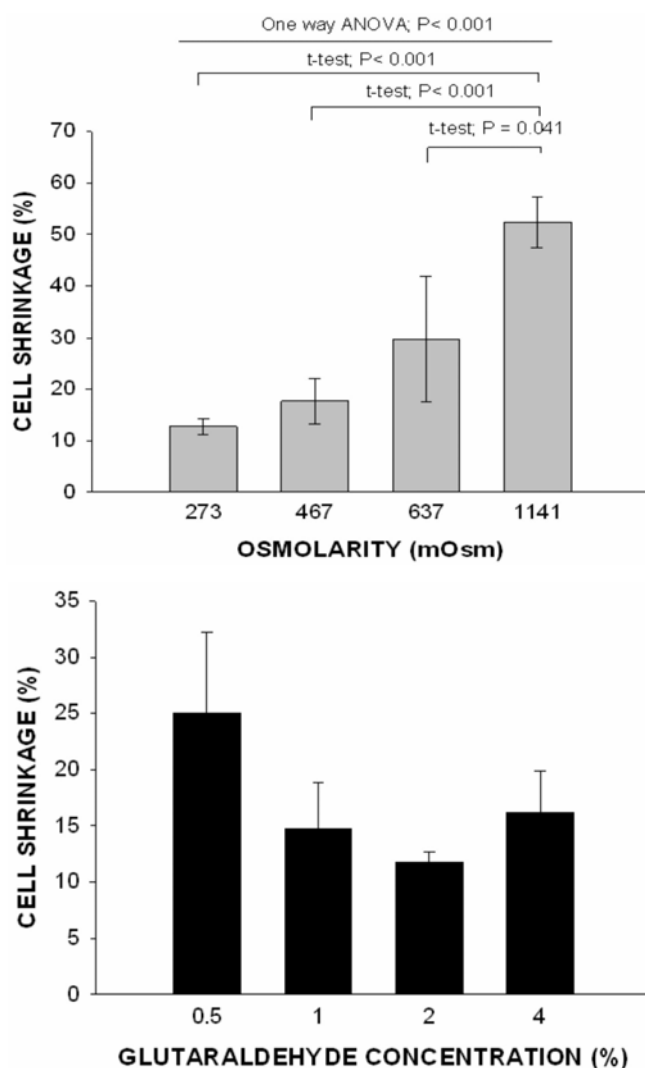 One way ANOVA; P< 0.001
t-test; P< 0.001
t-test; P< 0.001
t-test; P = 0.041
70
60
50
40
30
20
10
0
CELL SHRINKAGE (%)
273 467 637 1141
OSMOLARITY (mOsm)
35
30
25
20
15
10
5
0
CELL SHRINKAGE (%)
0.5 1 2 4
GLUTARALDEHYDE CONCENTRATION (%)